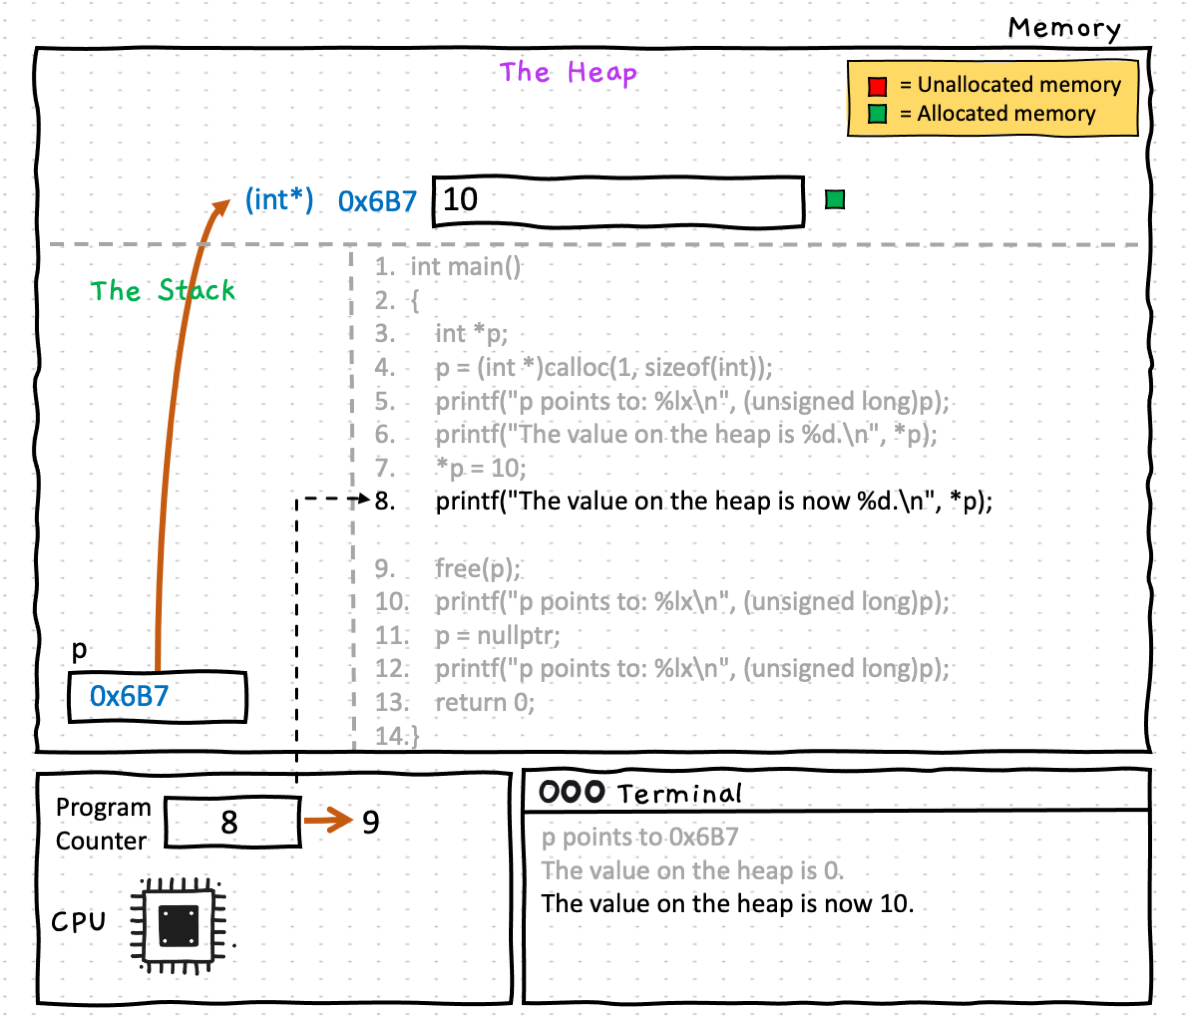 Memory
The Heap
= Unallocated memory
= Allocated memory
(int*) 0x6B7 10
The Stack
1. int main()
2. {
3. int *p;
4. p = (int *)calloc(1, sizeof(int));
5. printf("p points to: %lx\n", (unsigned long)p);
6. printf("The value on the heap is %d.\n", *p);
7. *p = 10;
8. printf("The value on the heap is now %d.\n", *p);
9. free(p);
10. printf("p points to: %lx\n", (unsigned long)p);
11. p = nullptr;
12. printf("p points to: %lx\n", (unsigned long)p);
13. return 0;
14.}
p
0x6B7
Program
Counter
8 9
CPU
Terminal
p points to 0x6B7
The value on the heap is 0.
The value on the heap is now 10.